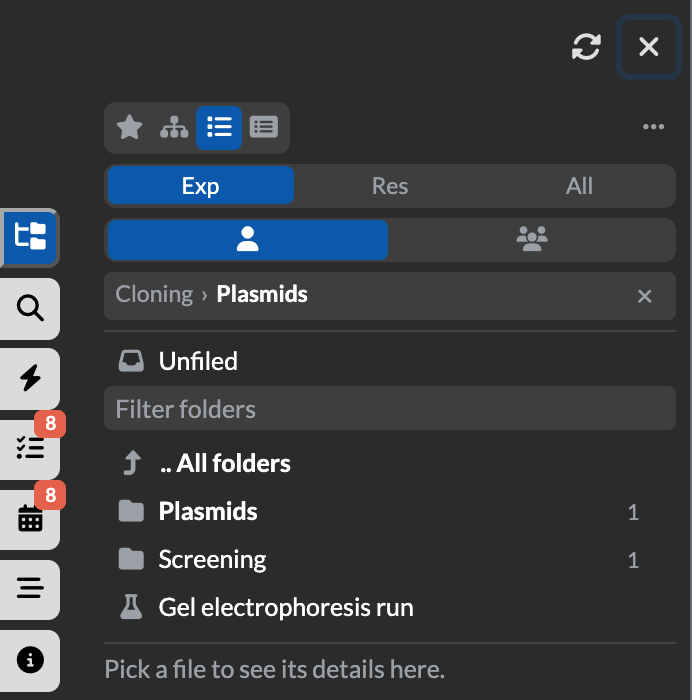 Exp Res All
Cloning › Plasmids
Unfiled
Filter folders
.. All folders
Plasmids 1
Screening 1
Gel electrophoresis run
Pick a file to see its details here.
8
8